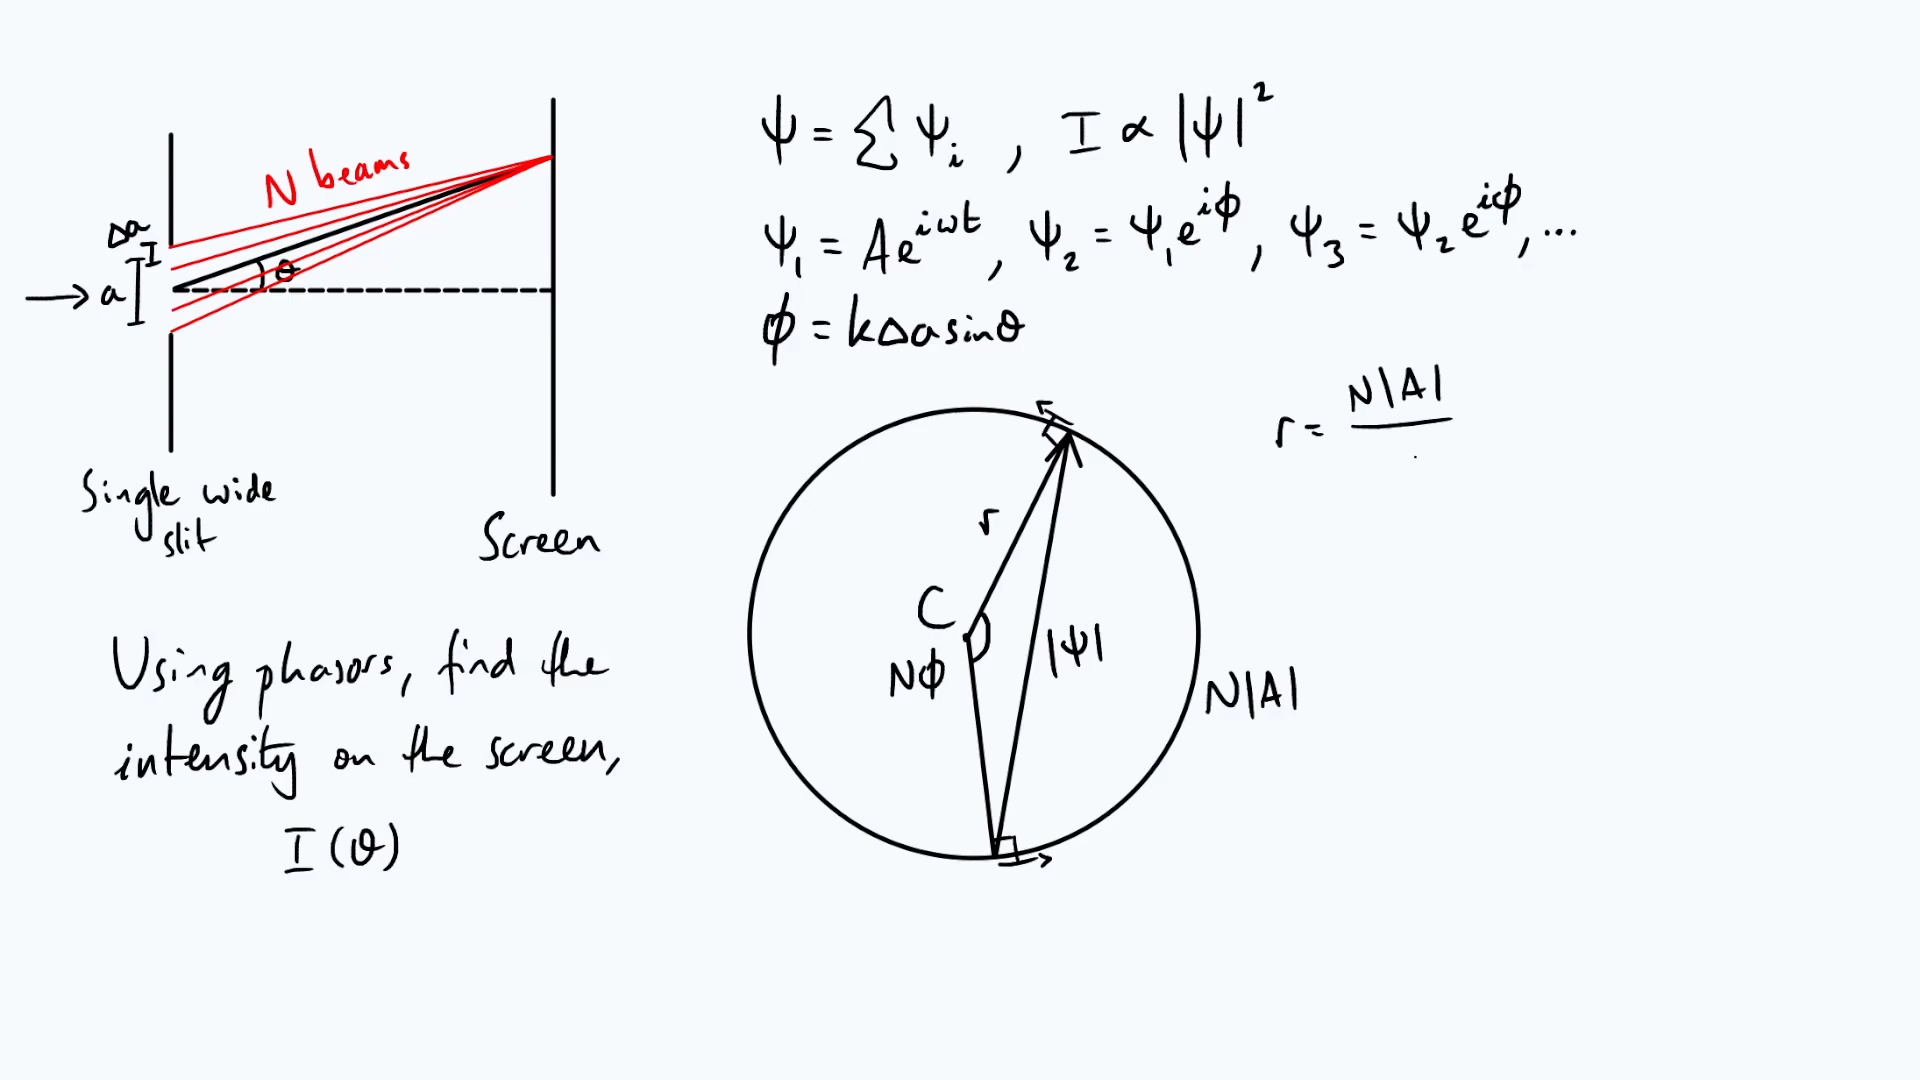 N beams
Δa
a
θ
Single wide
slit
Screen
Using phasors, find the
intensity on the screen,
I(θ)
ψ = ∑ψᵢ , I ∝ |ψ|²
ψ₁ = Ae^{iωt}, ψ₂ = ψ₁e^{iϕ}, ψ₃ = ψ₂e^{iϕ}, ...
ϕ = kΔa sinθ
r = N|A|
r
C
Nϕ
|ψ|
N|A|